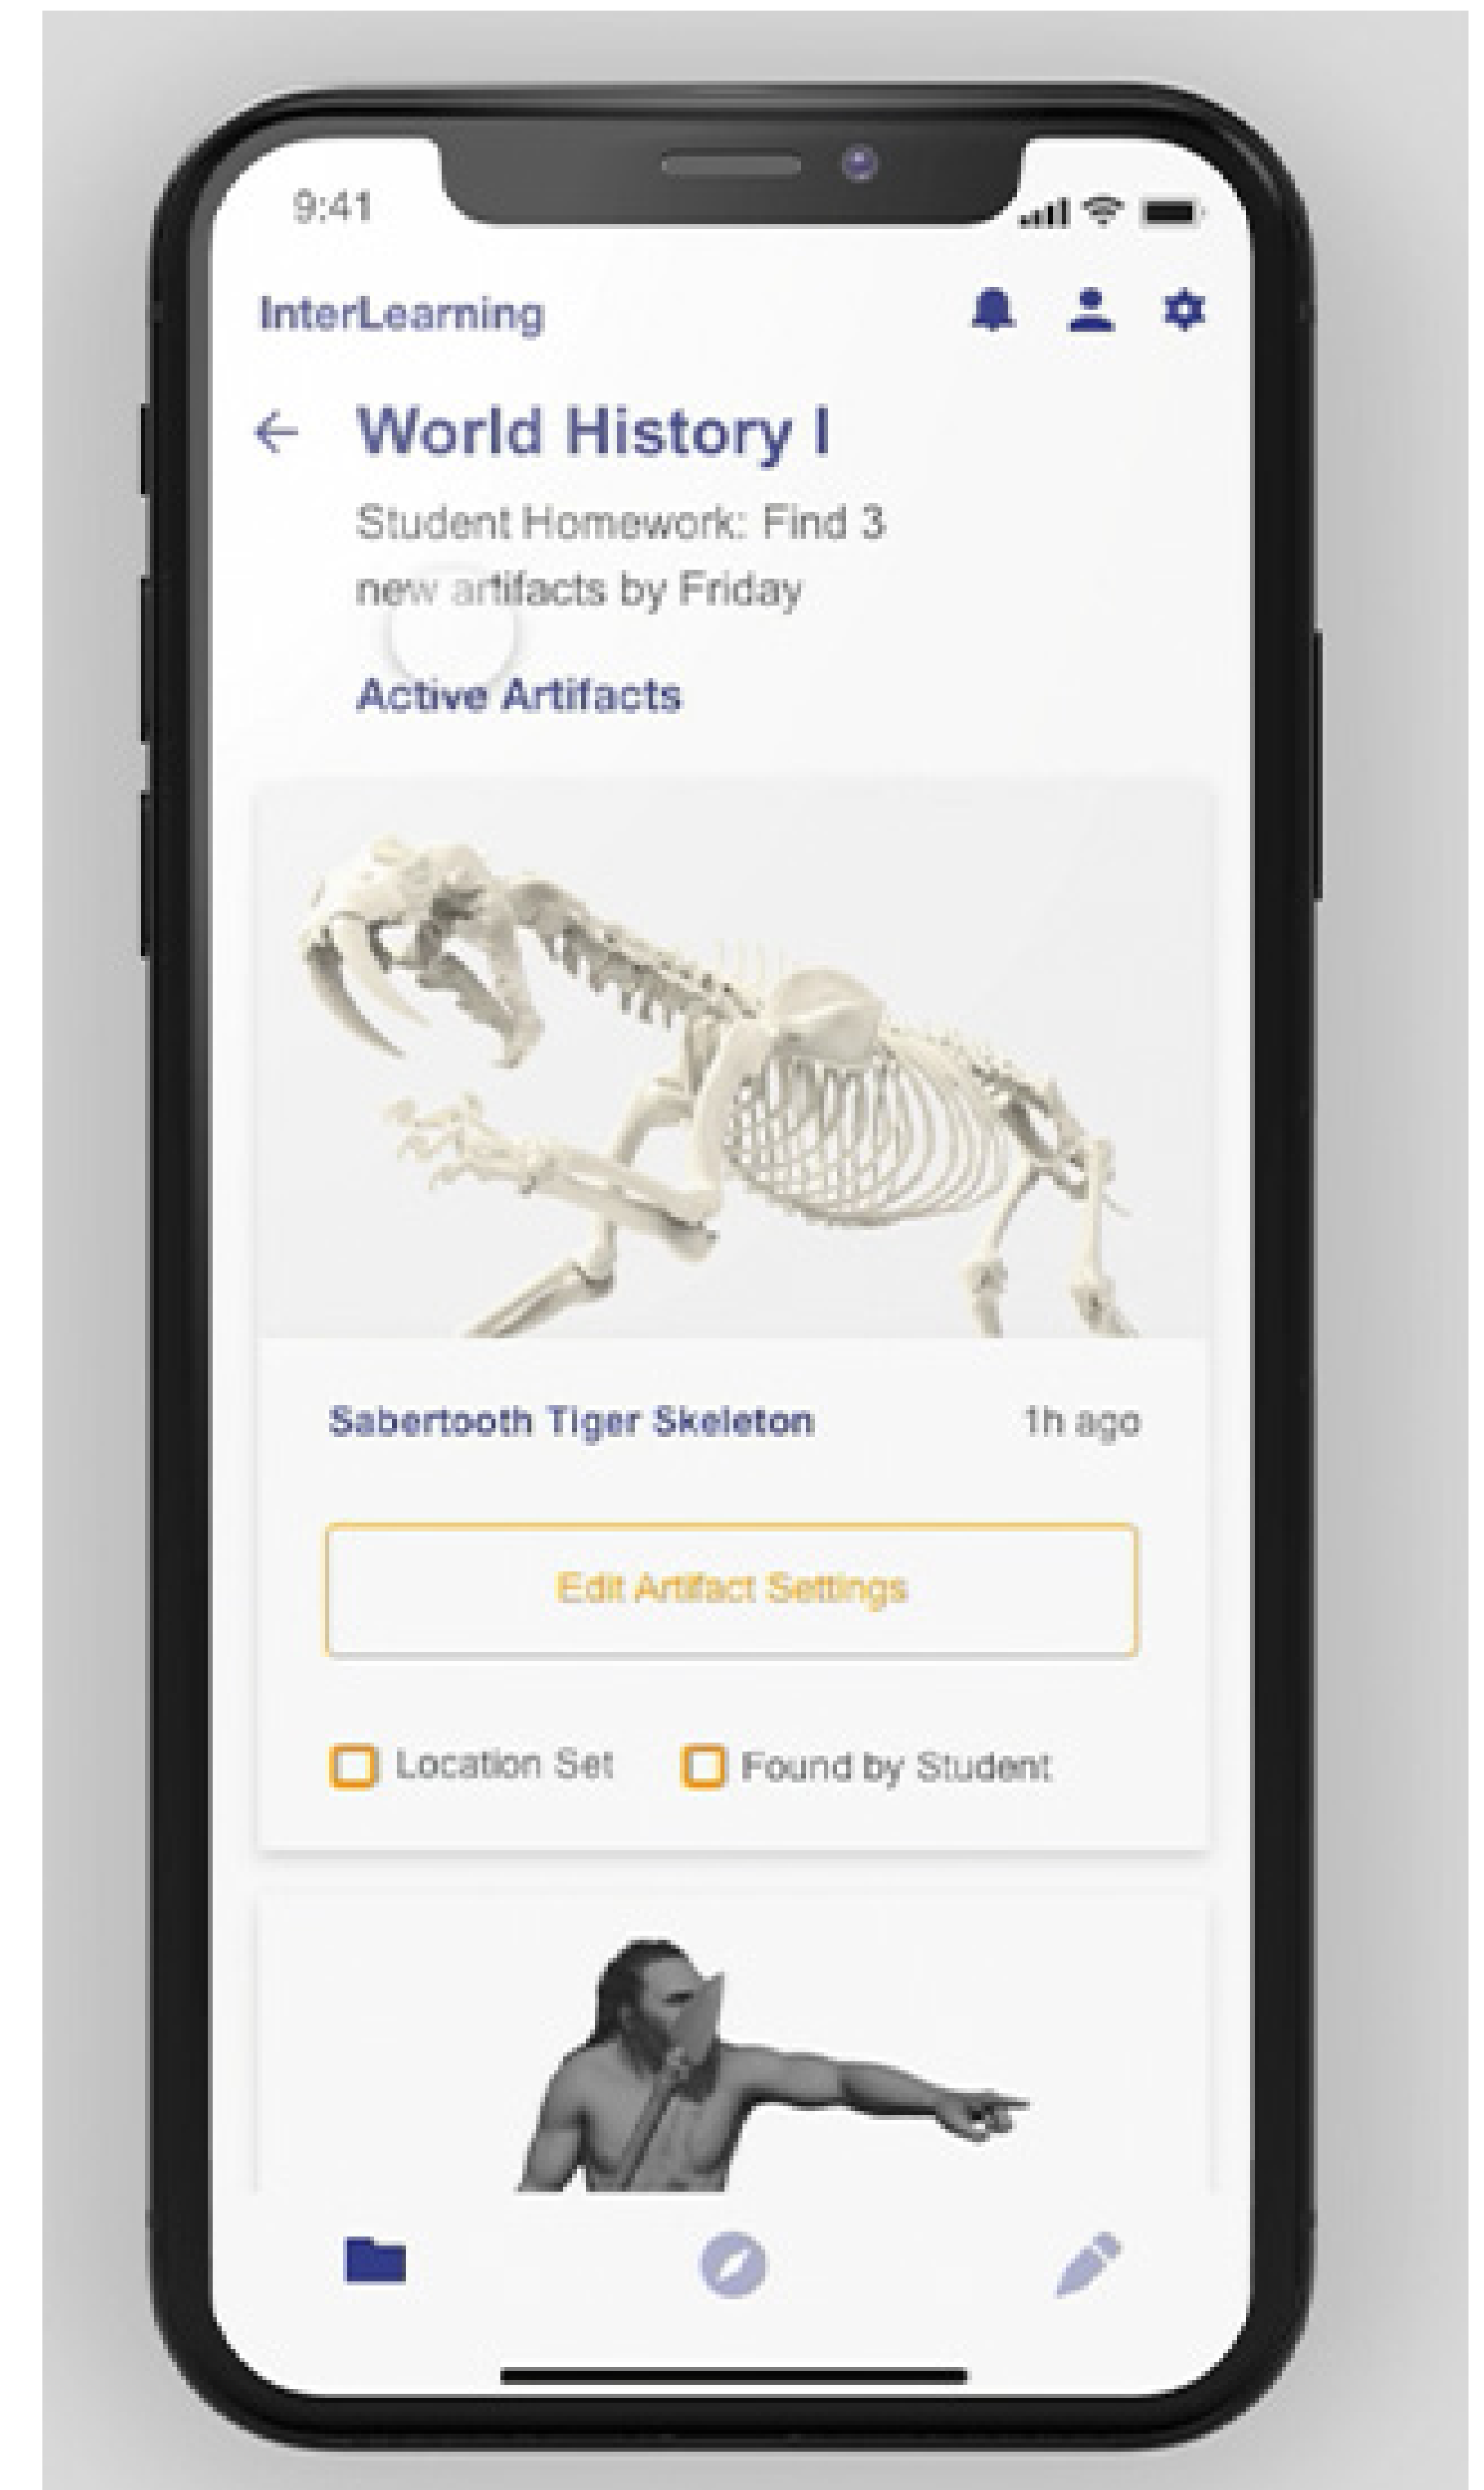 9:41
InterLearning
World History I
Student Homework: Find 3
new artifacts by Friday
Active Artifacts
Sabertooth Tiger Skeleton 1h ago
Edit Artifact Settings
Location Set Found by Student